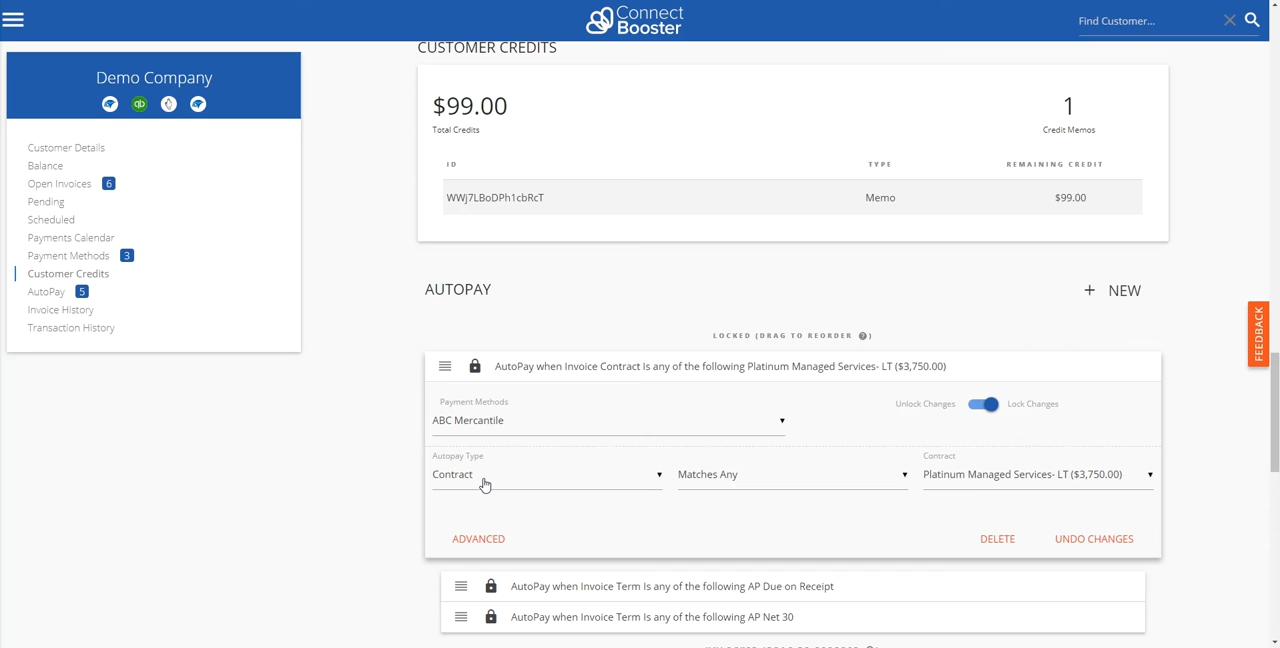 Connect
Booster
Find Customer...
Demo Company
qb
Customer Details
Balance
Open Invoices 6
Pending
Scheduled
Payments Calendar
Payment Methods 3
Customer Credits
AutoPay 5
Invoice History
Transaction History
CUSTOMER CREDITS
$99.00 1
Total Credits Credit Memos
ID TYPE REMAINING CREDIT
WWj7LBoDPh1cbRcT Memo $99.00
AUTOPAY + NEW
LOCKED (DRAG TO REORDER ?)
AutoPay when Invoice Contract Is any of the following Platinum Managed Services- LT ($3,750.00)
Payment Methods
ABC Mercantile
Unlock Changes Lock Changes
Autopay Type Contract
Contract Matches Any Platinum Managed Services- LT ($3,750.00)
ADVANCED DELETE UNDO CHANGES
AutoPay when Invoice Term Is any of the following AP Due on Receipt
AutoPay when Invoice Term Is any of the following AP Net 30
FEEDBACK